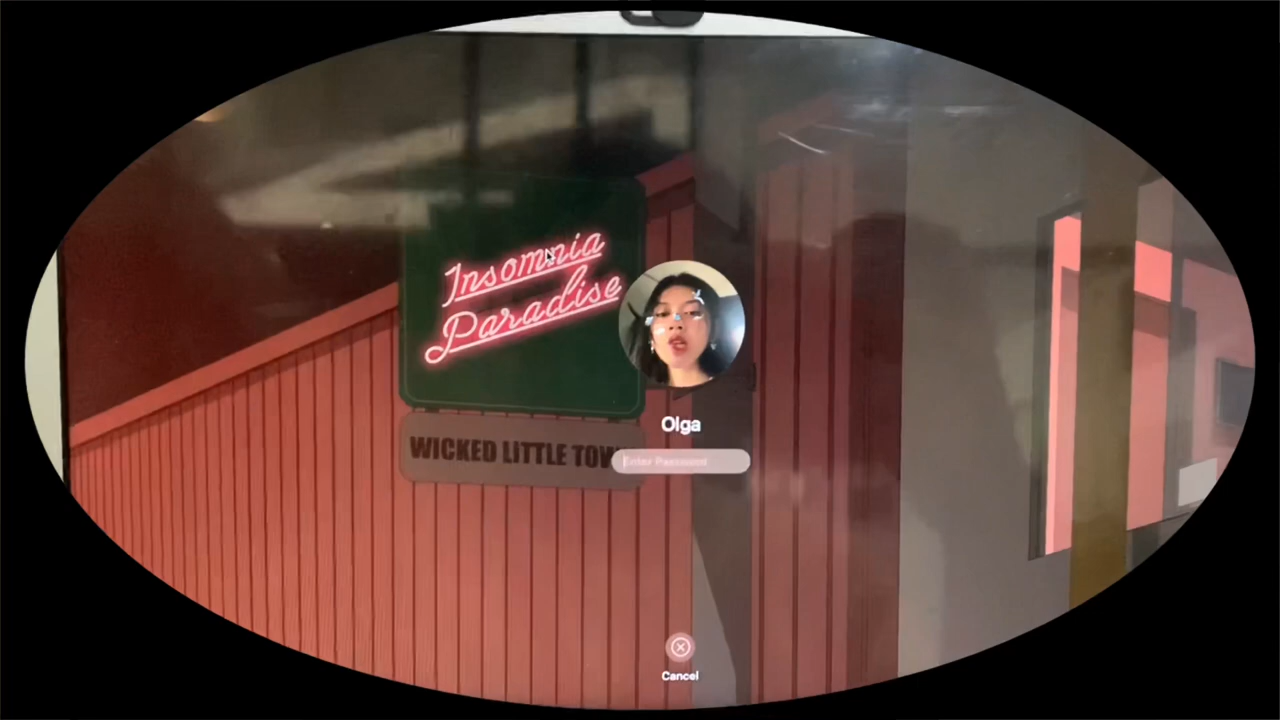 Insomnia
Paradise
WICKED LITTLE TOW
Olga
Enter Password
Cancel